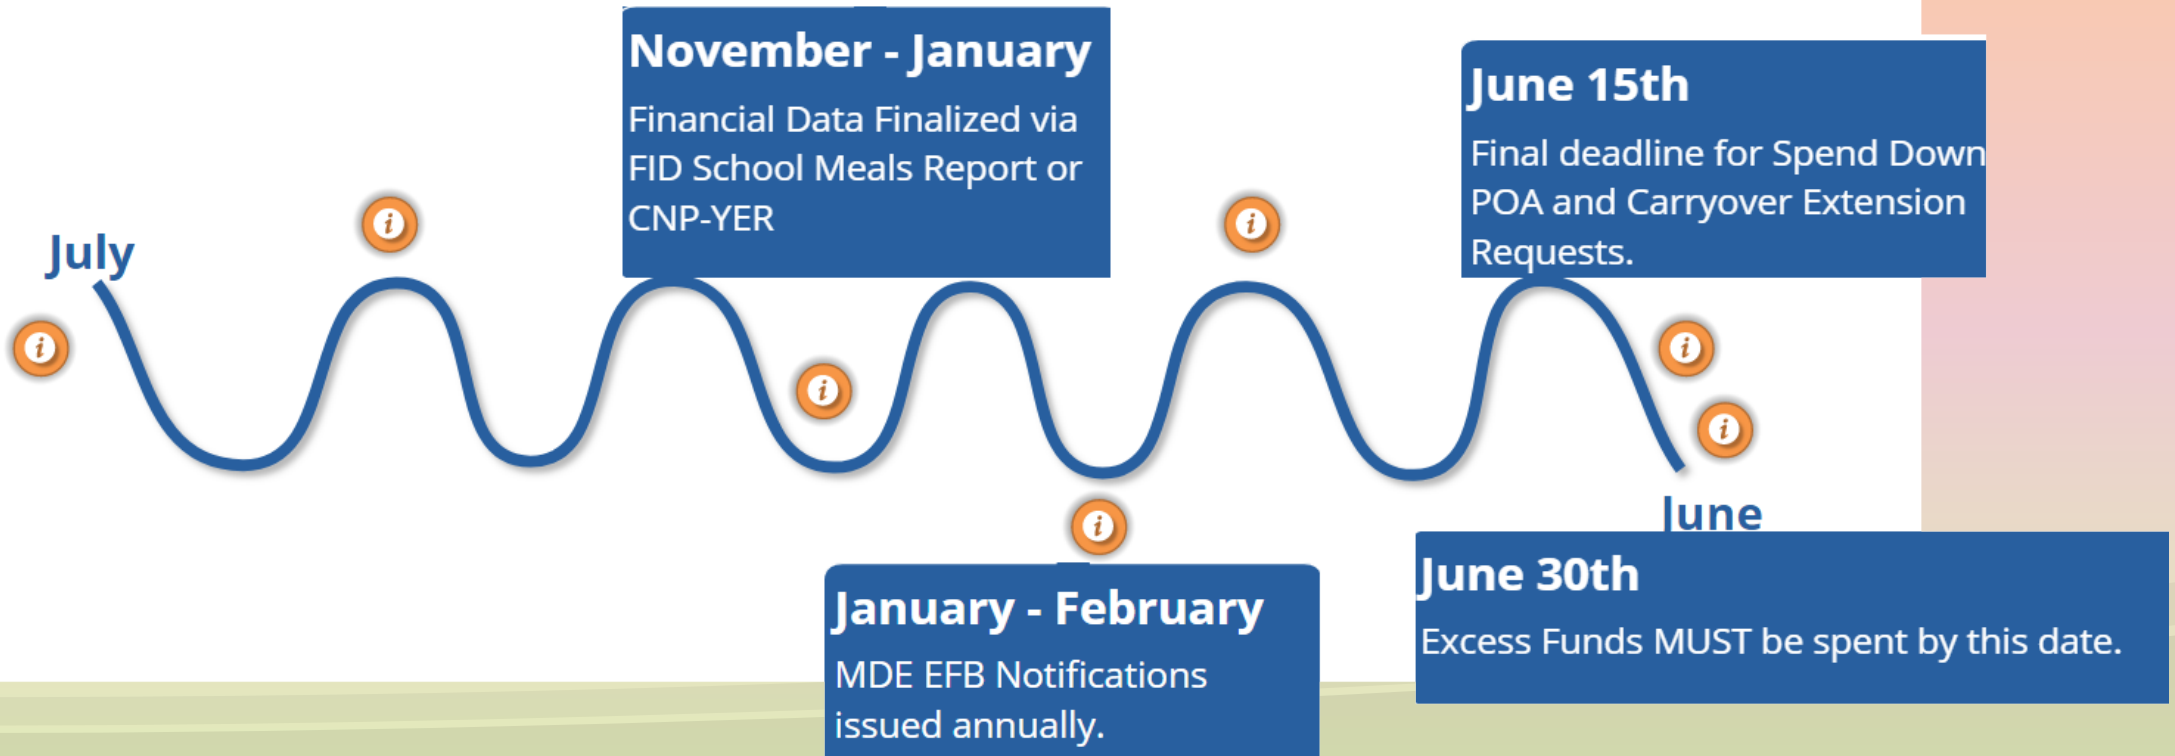 November - January
Financial Data Finalized via
FID School Meals Report or
CNP-YER
June 15th
Final deadline for Spend Down
POA and Carryover Extension
Requests.
July
i
i
i
i
i
i
i
June
June 30th
Excess Funds MUST be spent by this date.
January - February
MDE EFB Notifications
issued annually.